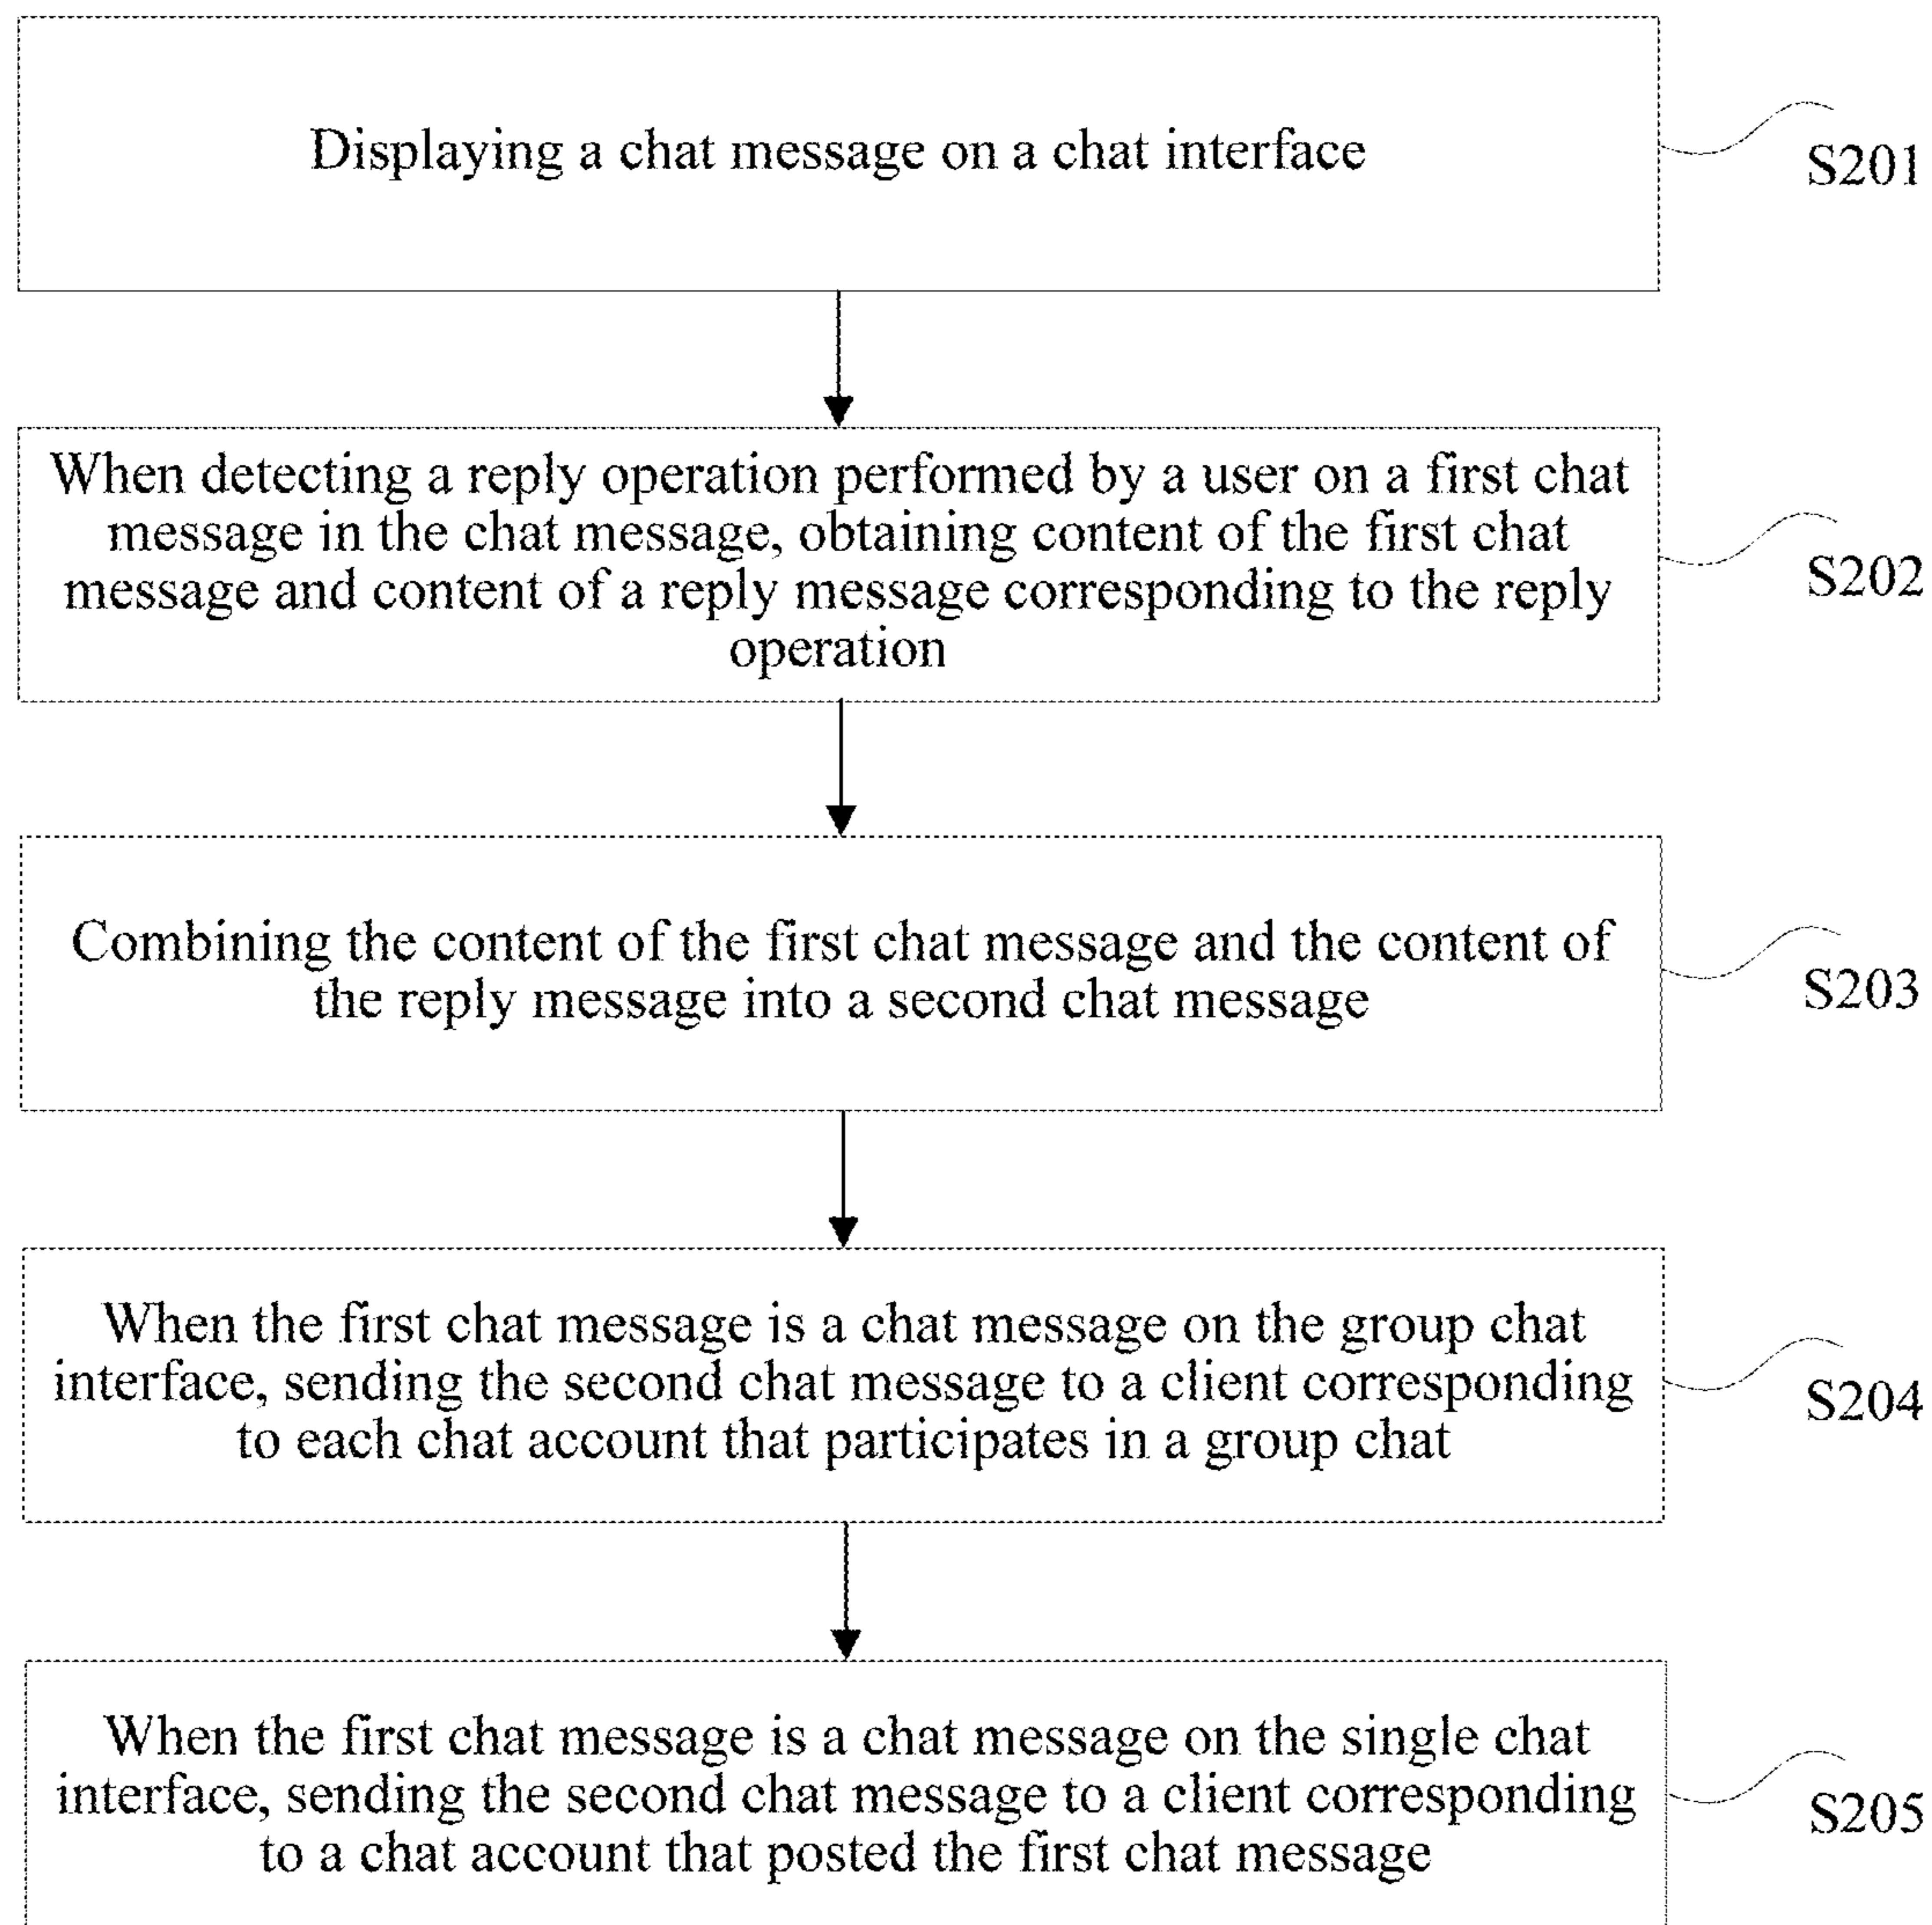 Displaying a chat message on a chat interface
S201
When detecting a reply operation performed by a user on a first chat
message in the chat message, obtaining content of the first chat
message and content of a reply message corresponding to the reply
operation
S202
Combining the content of the first chat message and the content of
the reply message into a second chat message
S203
When the first chat message is a chat message on the group chat
interface, sending the second chat message to a client corresponding
to each chat account that participates in a group chat
S204
When the first chat message is a chat message on the single chat
interface, sending the second chat message to a client corresponding
to a chat account that posted the first chat message
S205